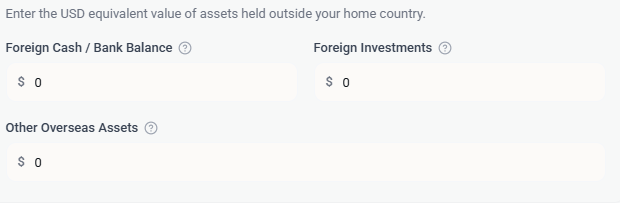 Enter the USD equivalent value of assets held outside your home country.
Foreign Cash / Bank Balance ?
Foreign Investments ?
$ 0
$ 0
Other Overseas Assets ?
$ 0